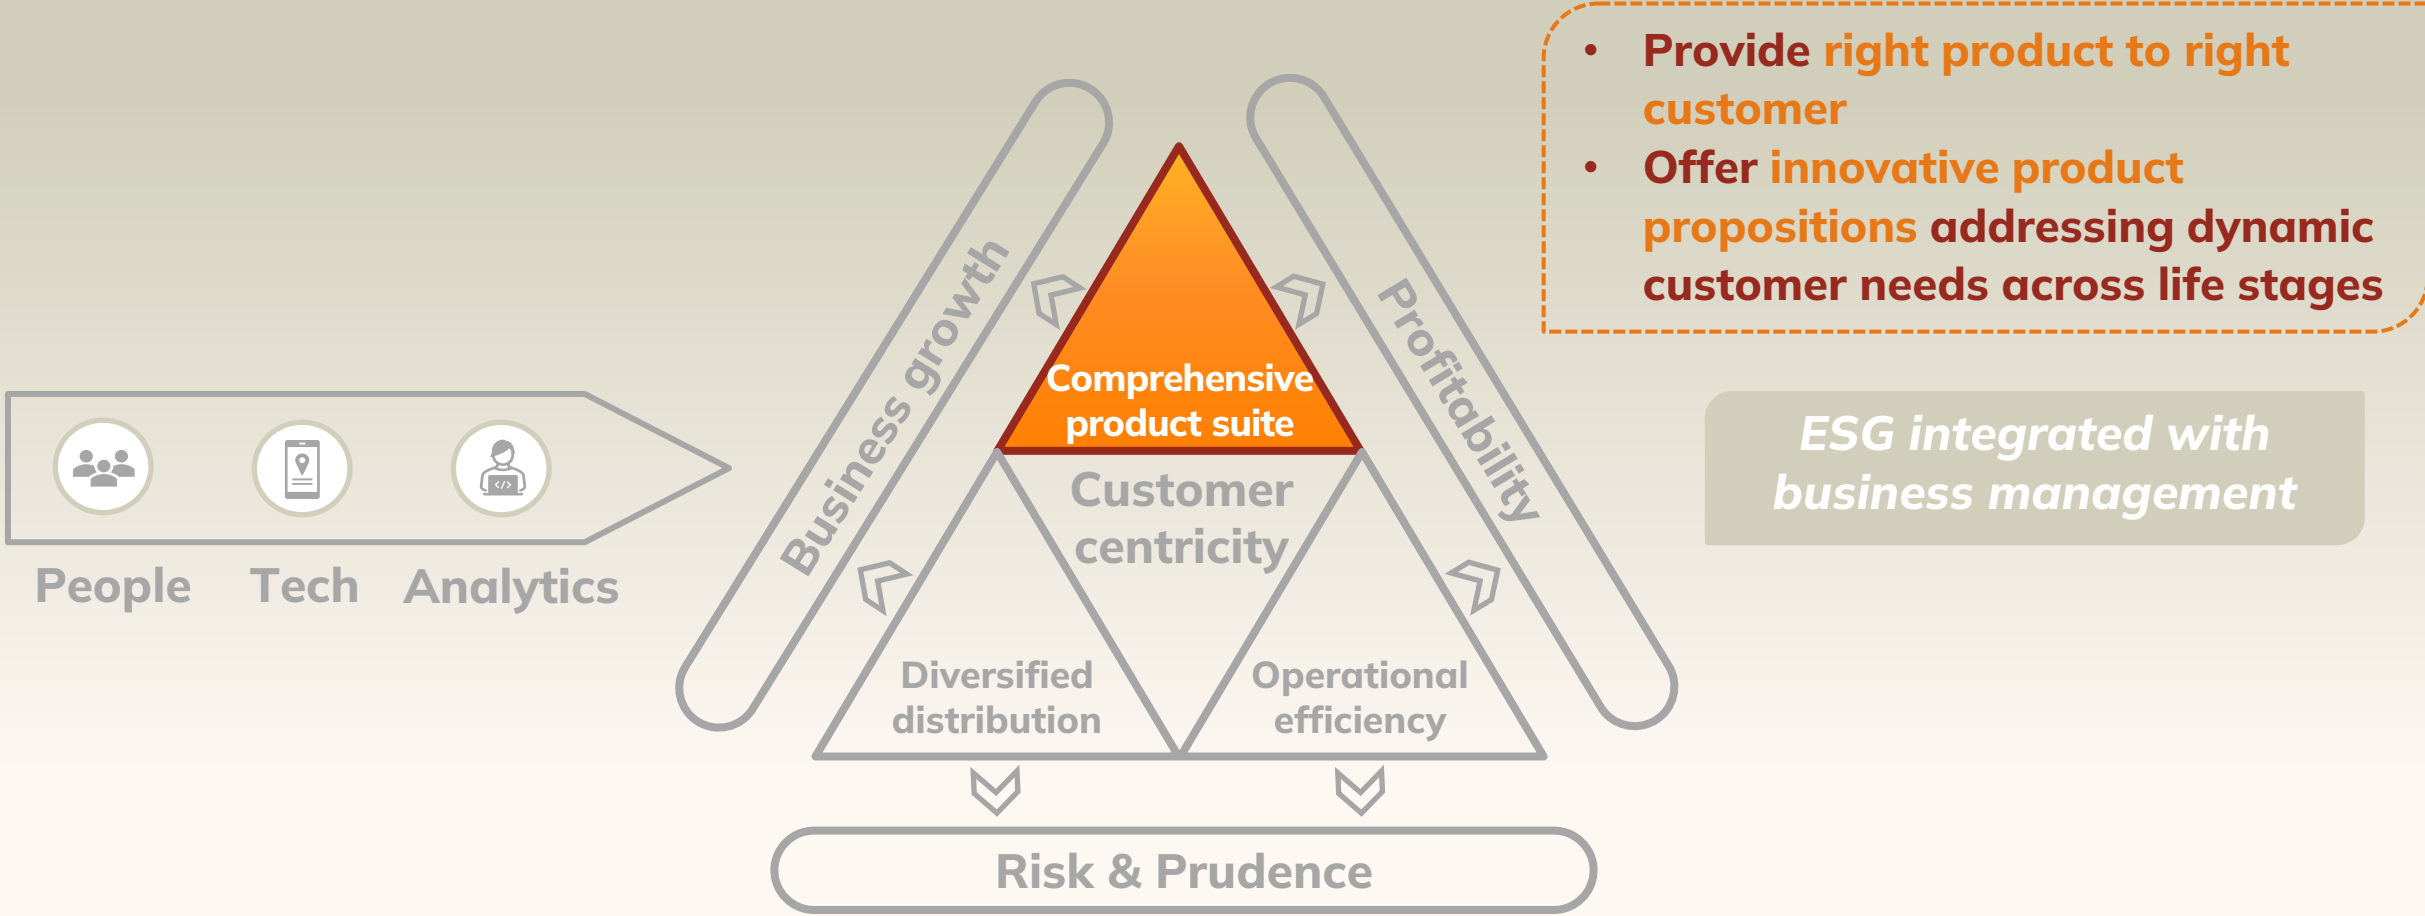 • Provide right product to right
customer
• Offer innovative product
propositions addressing dynamic
customer needs across life stages
Business growth
Profitability
Comprehensive
product suite
ESG integrated with
business management
Customer
centricity
People Tech Analytics
Diversified
distribution
Operational
efficiency
Risk & Prudence